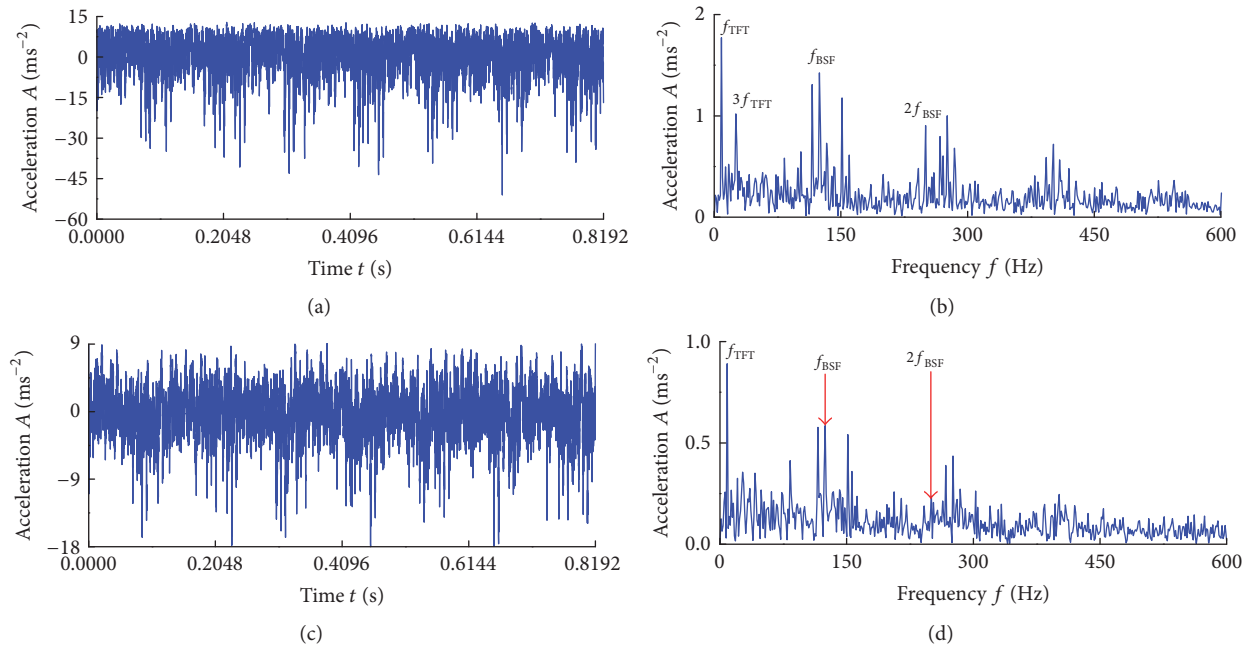 15
0
−15
−30
−45
−60
Acceleration A (ms⁻²)
0.0000
0.2048
0.4096
0.6144
0.8192
Time t (s)
(a)
2
1
0
Acceleration A (ms⁻²)
f_TFT
3f_TFT
f_BSF
2f_BSF
0
150
300
450
600
Frequency f (Hz)
(b)
9
0
−9
−18
Acceleration A (ms⁻²)
0.0000
0.2048
0.4096
0.6144
0.8192
Time t (s)
(c)
1.0
0.5
0.0
Acceleration A (ms⁻²)
f_TFT
f_BSF
2f_BSF
0
150
300
450
600
Frequency f (Hz)
(d)